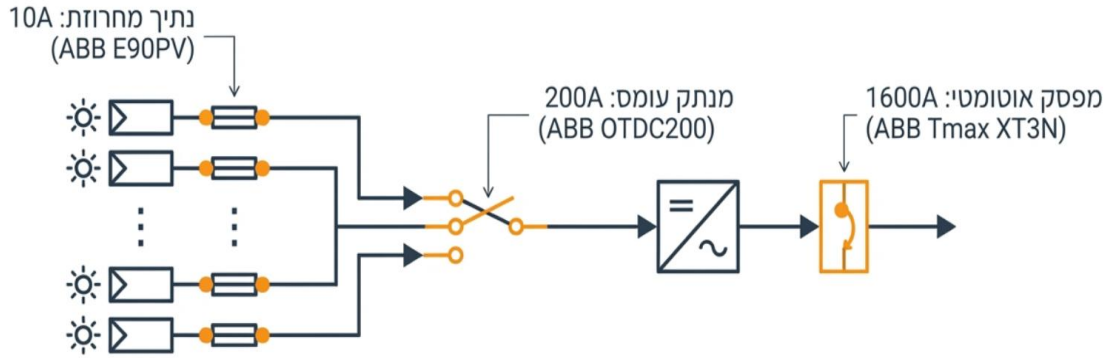 נתיך מחרוזת: 10A
(ABB E90PV)
מנתק עומס: 200A
(ABB OTDC200)
מפסק אוטומטי: 1600A
(ABB Tmax XT3N)